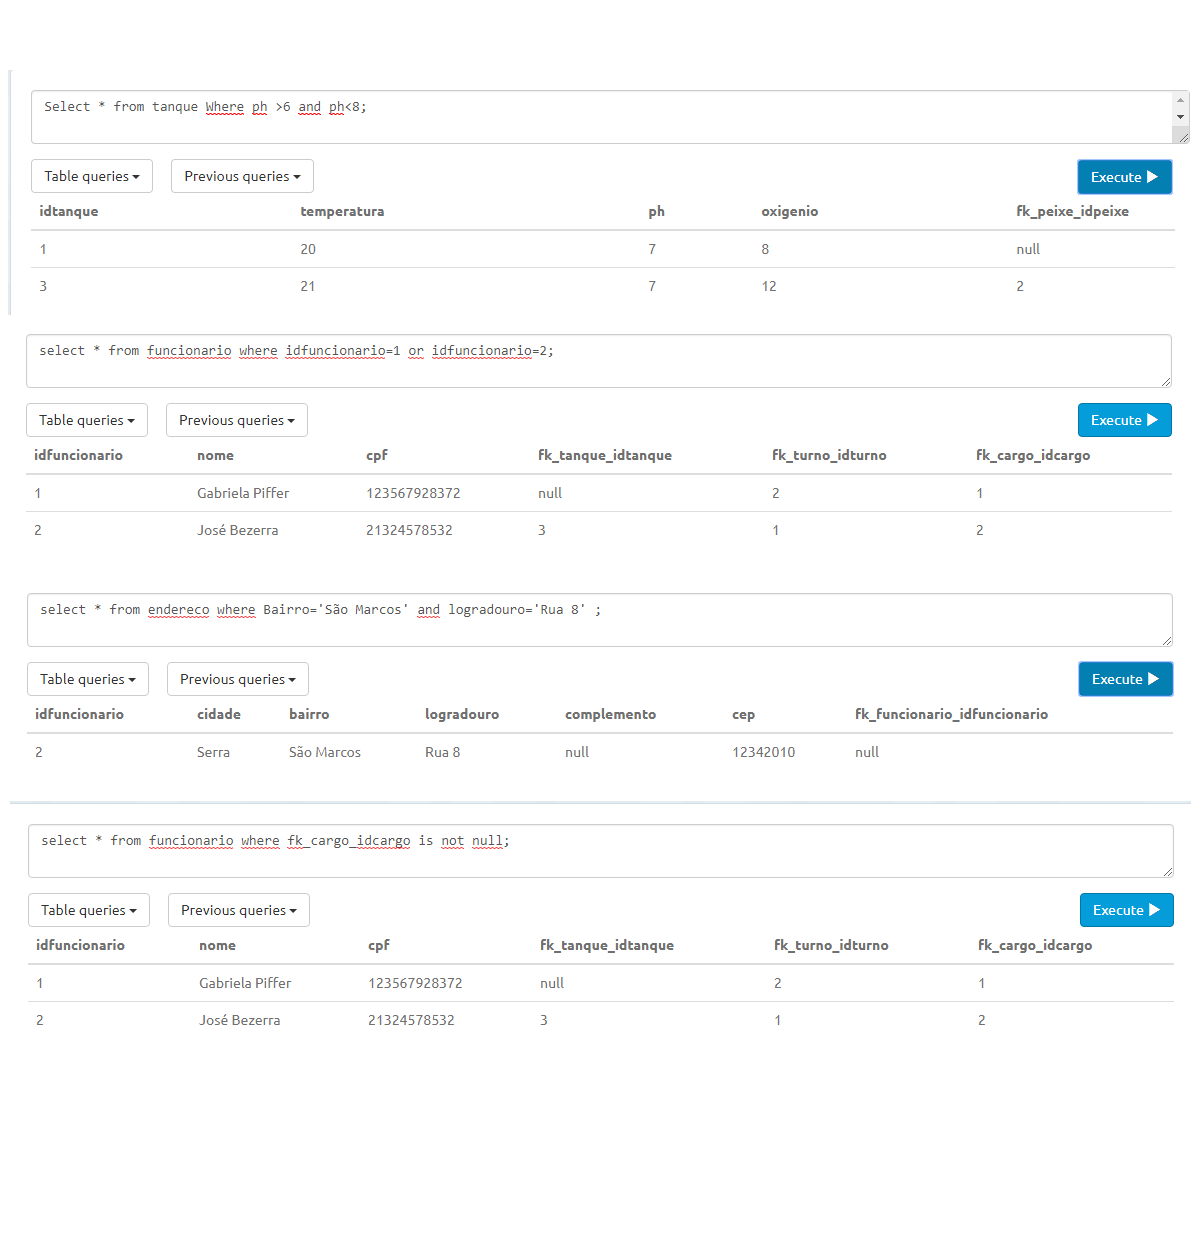 Select * from tanque Where ph >6 and ph<8;
Table queries Previous queries Execute
idtanque temperatura ph oxigenio fk_peixe_idpeixe
1 20 7 8 null
3 21 7 12 2
select * from funcionario where idfuncionario=1 or idfuncionario=2;
Table queries Previous queries Execute
idfuncionario nome cpf fk_tanque_idtanque fk_turno_idturno fk_cargo_idcargo
1 Gabriela Piffer 123567928372 null 2 1
2 José Bezerra 21324578532 3 1 2
select * from endereco where Bairro='São Marcos' and logradouro='Rua 8' ;
Table queries Previous queries Execute
idfuncionario cidade bairro logradouro complemento cep fk_funcionario_idfuncionario
2 Serra São Marcos Rua 8 null 12342010 null
select * from funcionario where fk_cargo_idcargo is not null;
Table queries Previous queries Execute
idfuncionario nome cpf fk_tanque_idtanque fk_turno_idturno fk_cargo_idcargo
1 Gabriela Piffer 123567928372 null 2 1
2 José Bezerra 21324578532 3 1 2